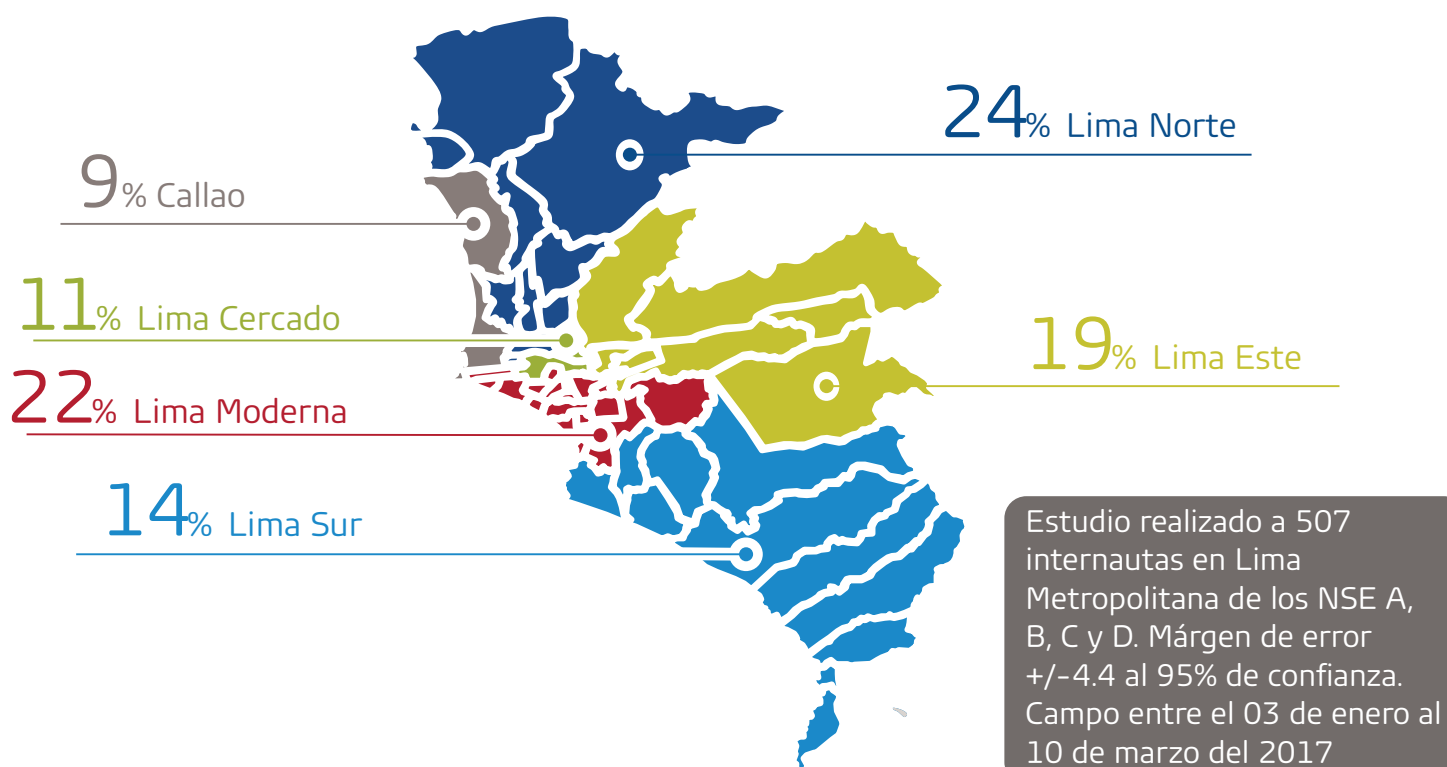 24% Lima Norte
9% Callao
11% Lima Cercado
19% Lima Este
22% Lima Moderna
14% Lima Sur
Estudio realizado a 507
internautas en Lima
Metropolitana de los NSE A,
B, C y D. Márgen de error
+/-4.4 al 95% de confianza.
Campo entre el 03 de enero al
10 de marzo del 2017